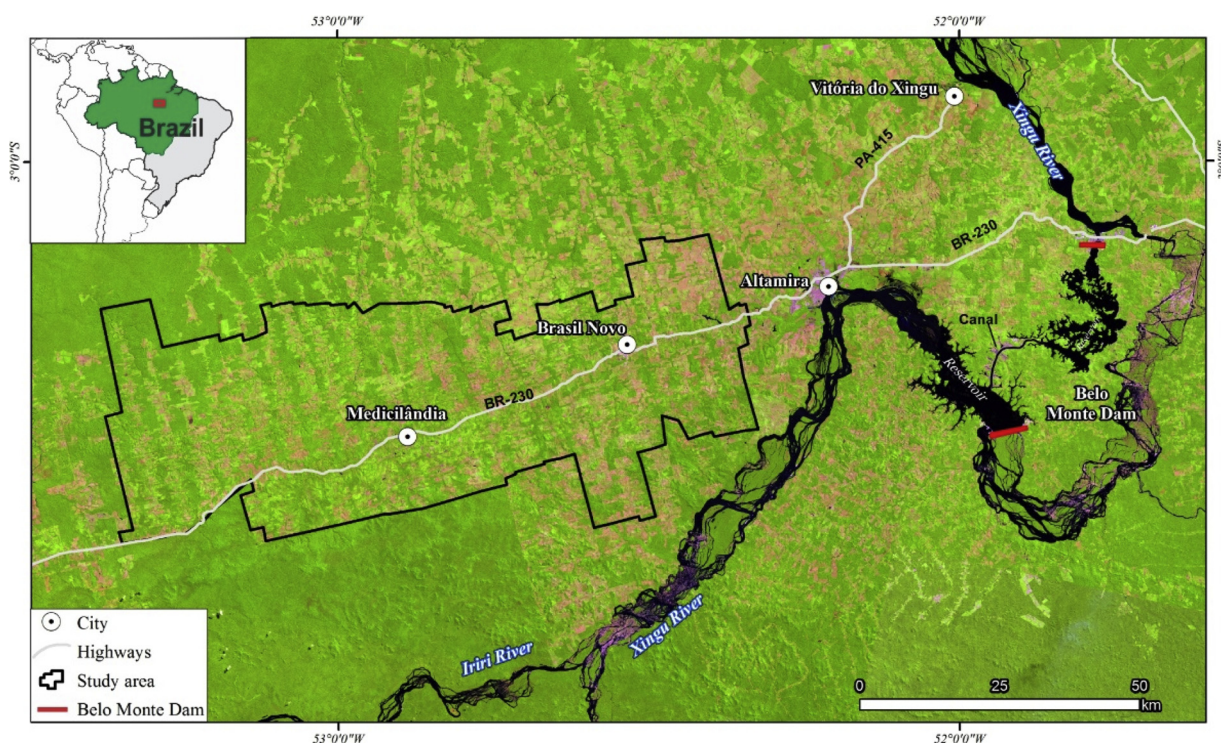 53°0'0"W
52°0'0"W
Brazil
3°0'0"S
Vitória do Xingu
PA-415
Xingu River
BR-230
Altamira
Brasil Novo
Canal
Reservoir
BR-230
Medicilândia
Belo
Monte Dam
Xingu River
Iriri River
City
Highways
Study area
Belo Monte Dam
0 25 50
km
53°0'0"W
52°0'0"W